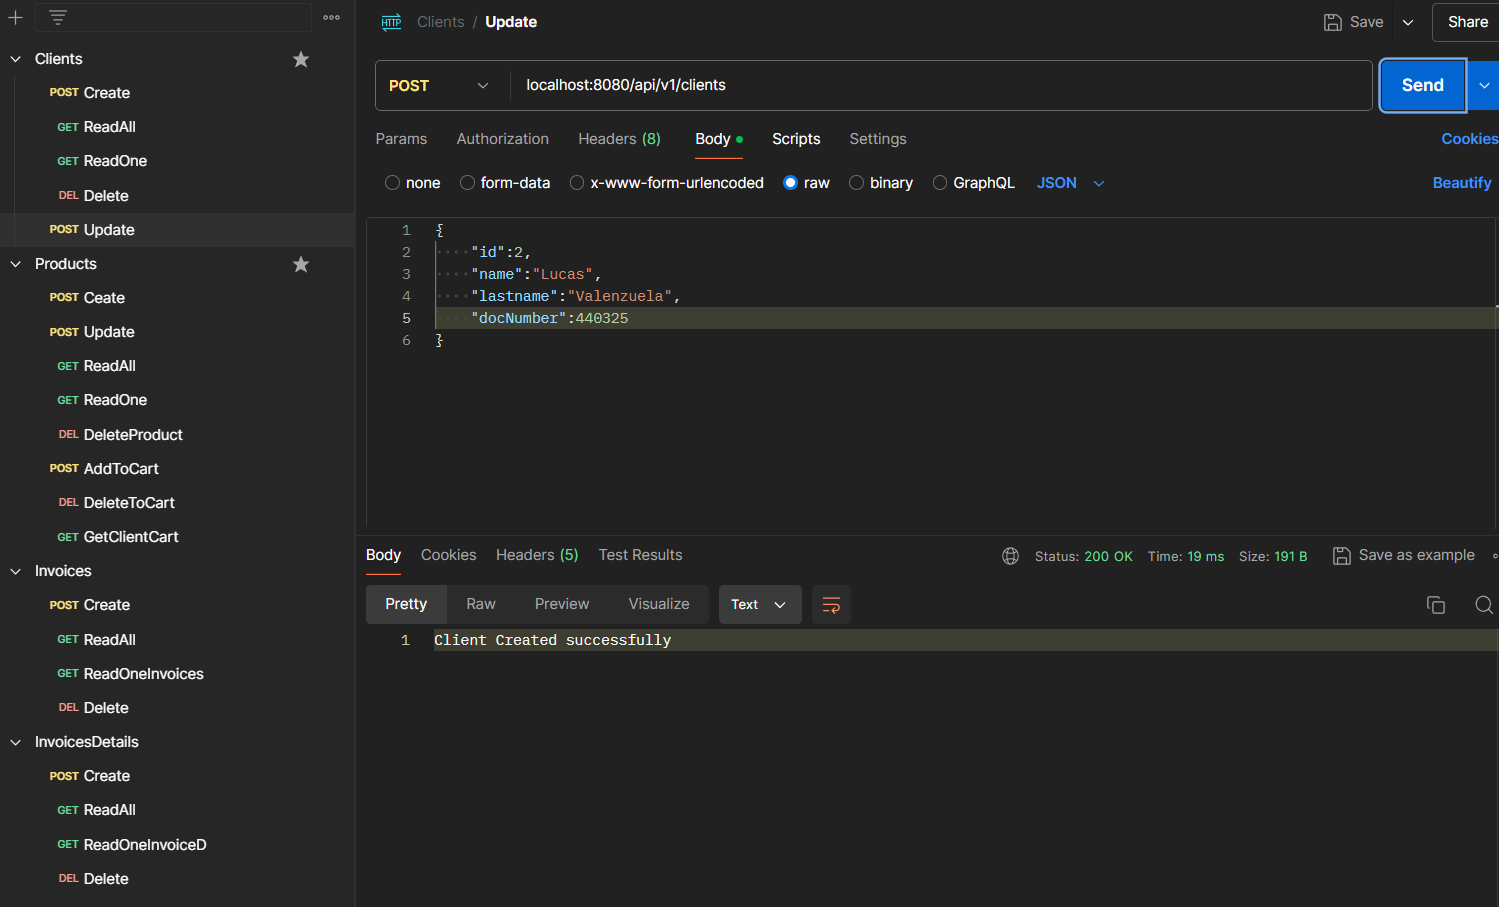 Clients
POST Create
GET ReadAll
GET ReadOne
DEL Delete
POST Update
Products
POST Ceate
POST Update
GET ReadAll
GET ReadOne
DEL DeleteProduct
POST AddToCart
DEL DeleteToCart
GET GetClientCart
Invoices
POST Create
GET ReadAll
GET ReadOneInvoices
DEL Delete
InvoicesDetails
POST Create
GET ReadAll
GET ReadOneInvoiceD
DEL Delete
HTTP Clients / Update Save Share
POST localhost:8080/api/v1/clients Send
Params Authorization Headers (8) Body Scripts Settings Cookies
none form-data x-www-form-urlencoded raw binary GraphQL JSON Beautify
1 {
2 "id":2,
3 "name":"Lucas",
4 "lastname":"Valenzuela",
5 "docNumber":440325
6 }
Body Cookies Headers (5) Test Results Status: 200 OK Time: 19 ms Size: 191 B Save as example
Pretty Raw Preview Visualize Text
1 Client Created successfully